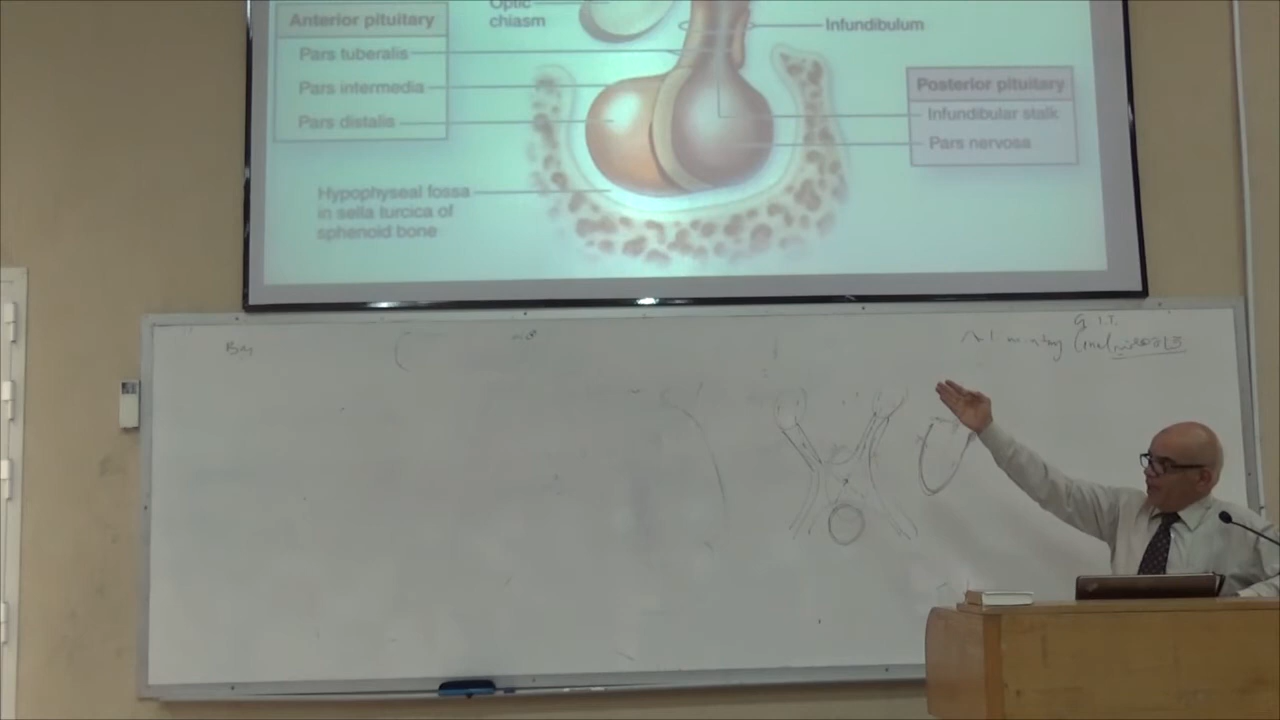 Optic
chiasm
Anterior pituitary
Pars tuberalis
Pars intermedia
Pars distalis
Hypophyseal fossa
in sella turcica of
sphenoid bone
Infundibulum
Posterior pituitary
Infundibular stalk
Pars nervosa
G.I.T.